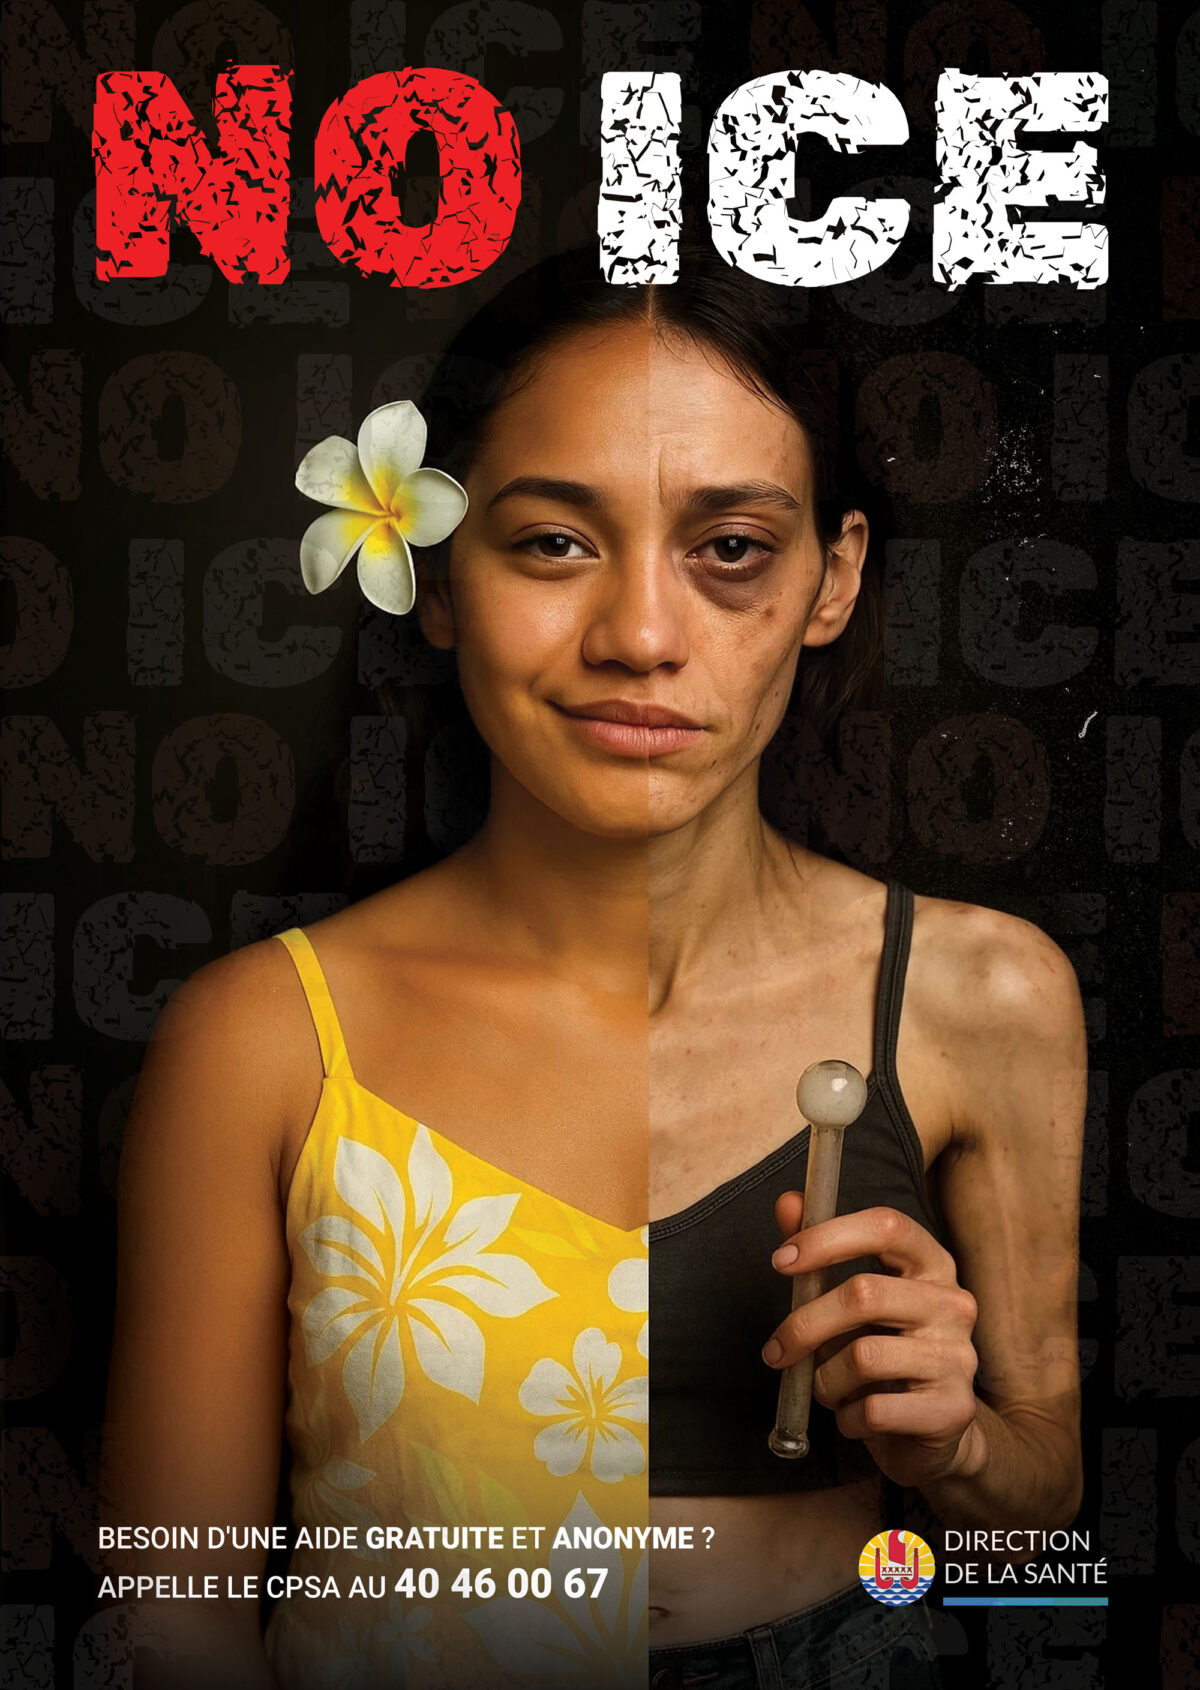 NO ICE
BESOIN D'UNE AIDE GRATUITE ET ANONYME ?
APPELLE LE CPSA AU 40 46 00 67
DIRECTION
DE LA SANTÉ